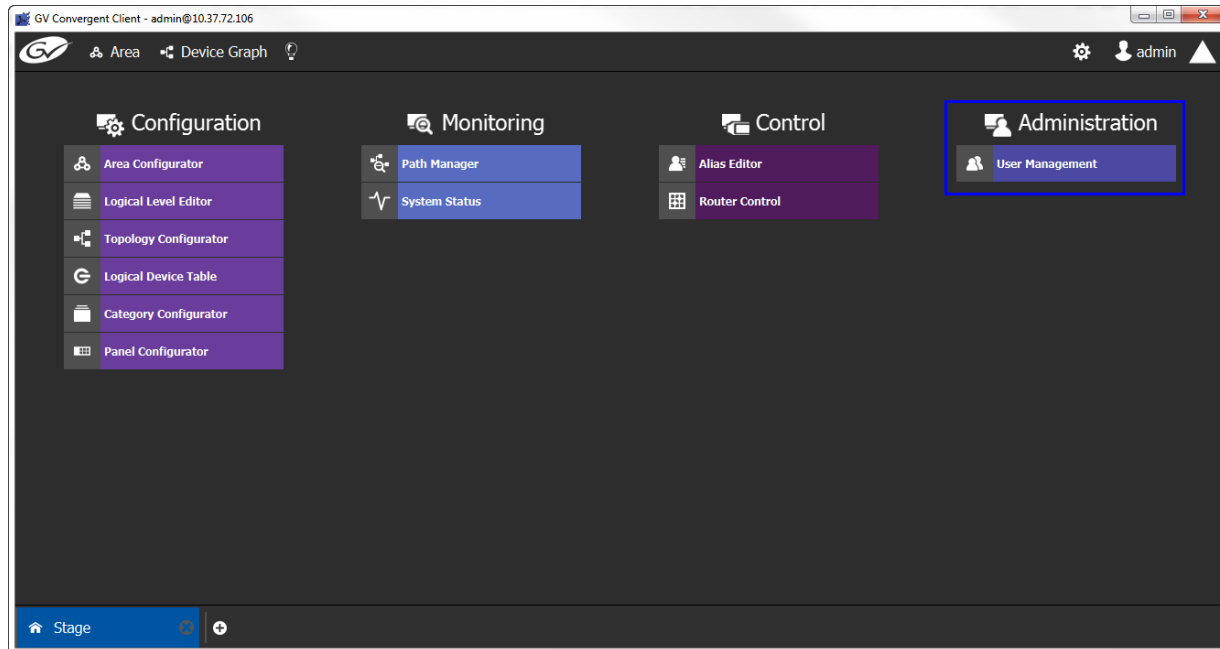 GV Convergent Client - admin@10.37.72.106
GV Area Device Graph admin
Configuration
Area Configurator
Logical Level Editor
Topology Configurator
Logical Device Table
Category Configurator
Panel Configurator
Monitoring
Path Manager
System Status
Control
Alias Editor
Router Control
Administration
User Management
Stage